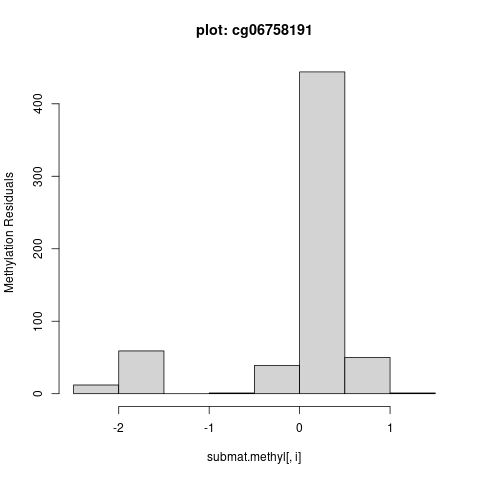 plot: cg06758191
Methylation Residuals
400
300
200
100
0
-2 -1 0 1
submat.methyl[, i]